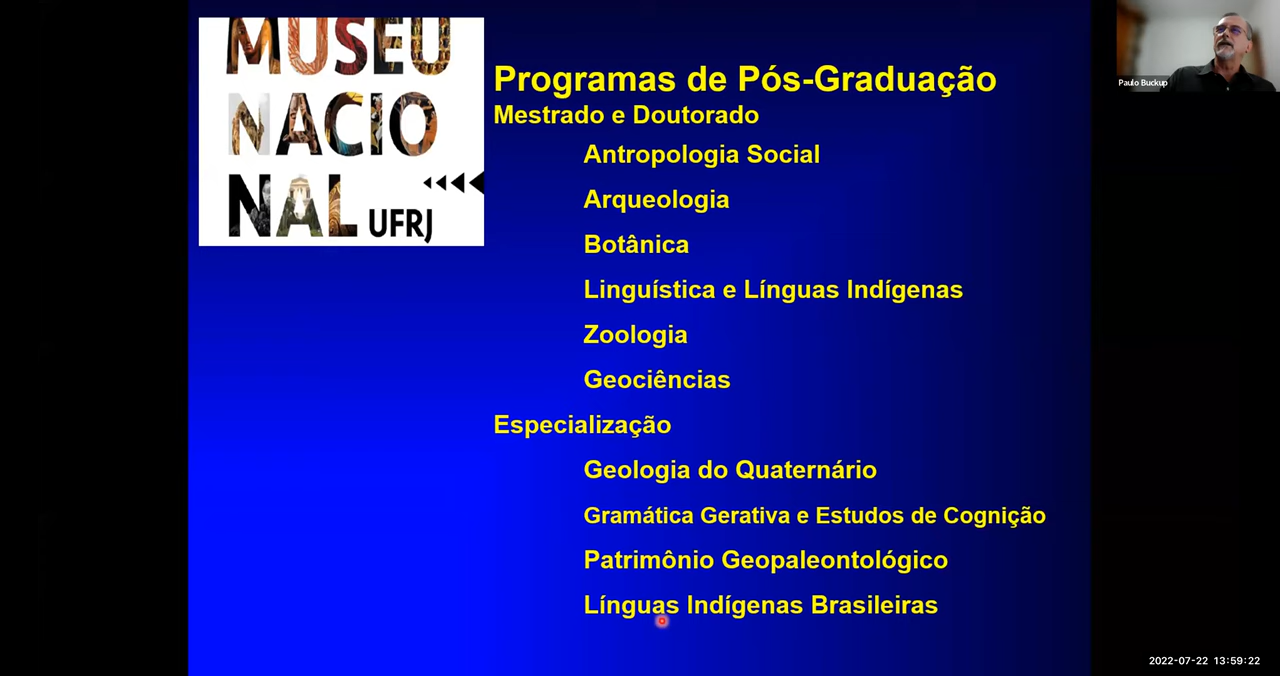 MUSEU
NACIO
NAL UFRJ
Programas de Pós-Graduação
Mestrado e Doutorado
Antropologia Social
Arqueologia
Botânica
Linguística e Línguas Indígenas
Zoologia
Geociências
Especialização
Geologia do Quaternário
Gramática Gerativa e Estudos de Cognição
Patrimônio Geopaleontológico
Línguas Indígenas Brasileiras
Paulo Buckup
2022-07-22 13:59:22